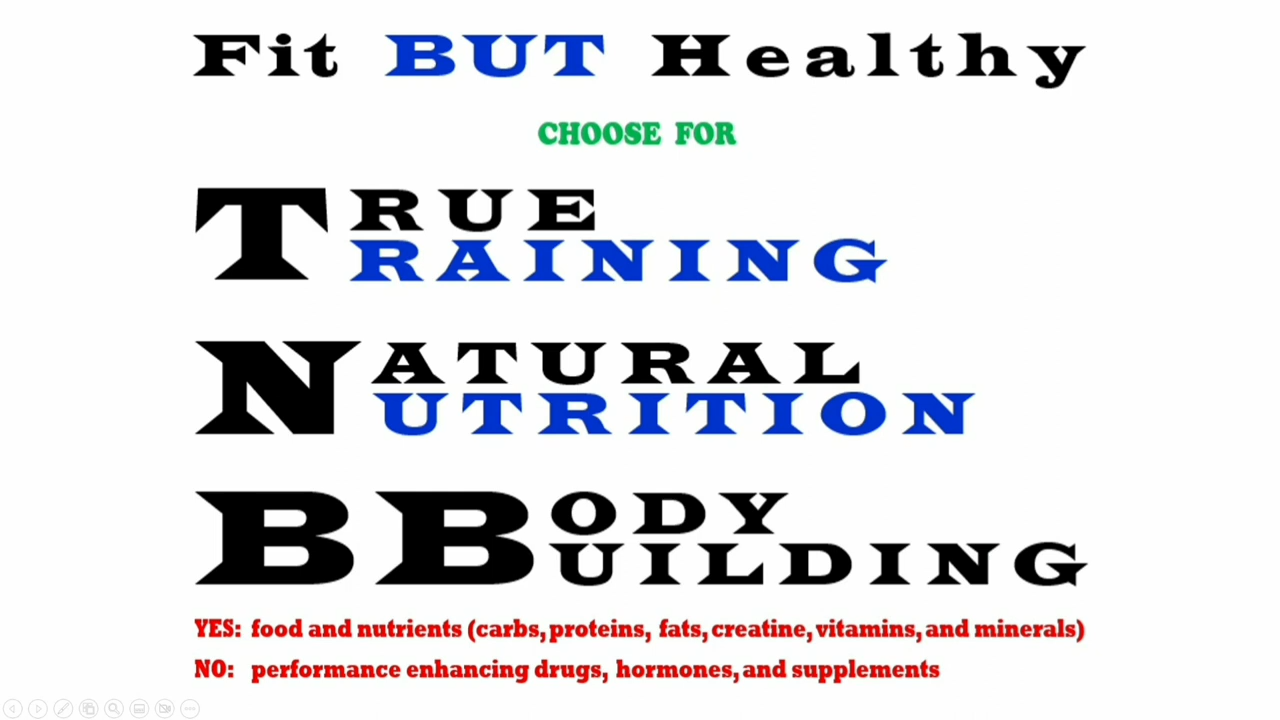 Fit BUT Healthy
CHOOSE FOR
TRUE
TRAINING
NATURAL
NUTRITION
BODY
BUILDING
YES: food and nutrients (carbs, proteins, fats, creatine, vitamins, and minerals)
NO: performance enhancing drugs, hormones, and supplements